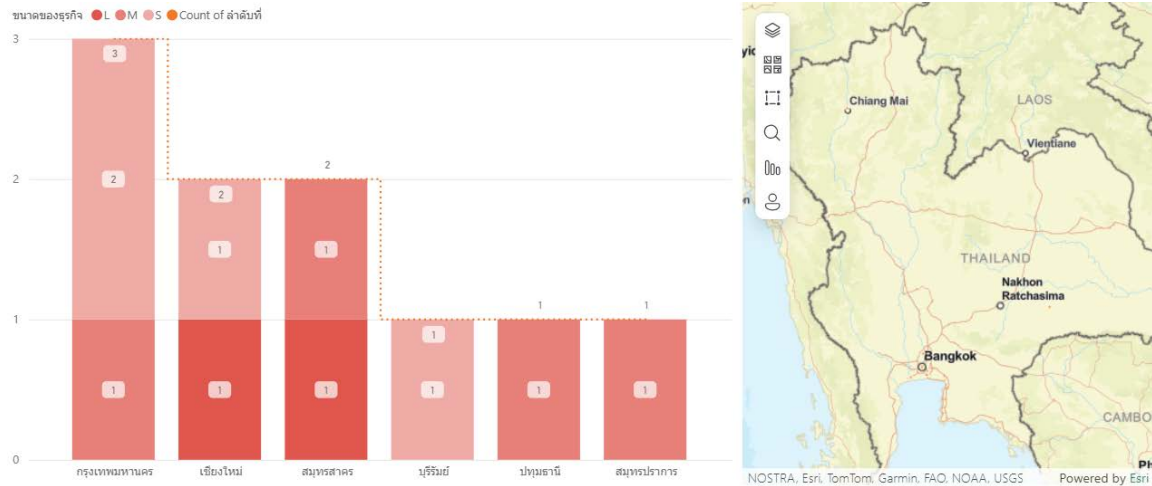 ขนาดของธุรกิจ L M S Count of ลำดับที่
3
2
1
0
3
2
1
2
1
1
2
1
1
1
1
1
1
1
1
กรุงเทพมหานคร เชียงใหม่ สมุทรสาคร บุรีรัมย์ ปทุมธานี สมุทรปราการ
Chiang Mai
LAOS
Vientiane
THAILAND
Nakhon
Ratchasima
Bangkok
CAMBO
Ph
NOSTRA, Esri, TomTom, Garmin, FAO, NOAA, USGS Powered by Esri